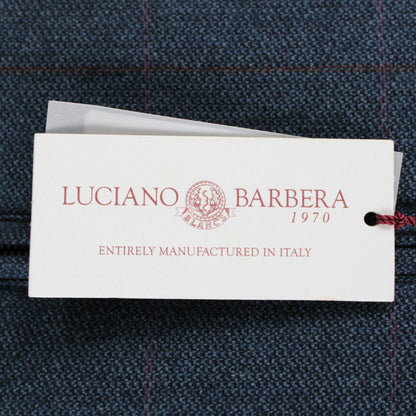 LUCIANO BARBERA
1970
ENTIRELY MANUFACTURED IN ITALY